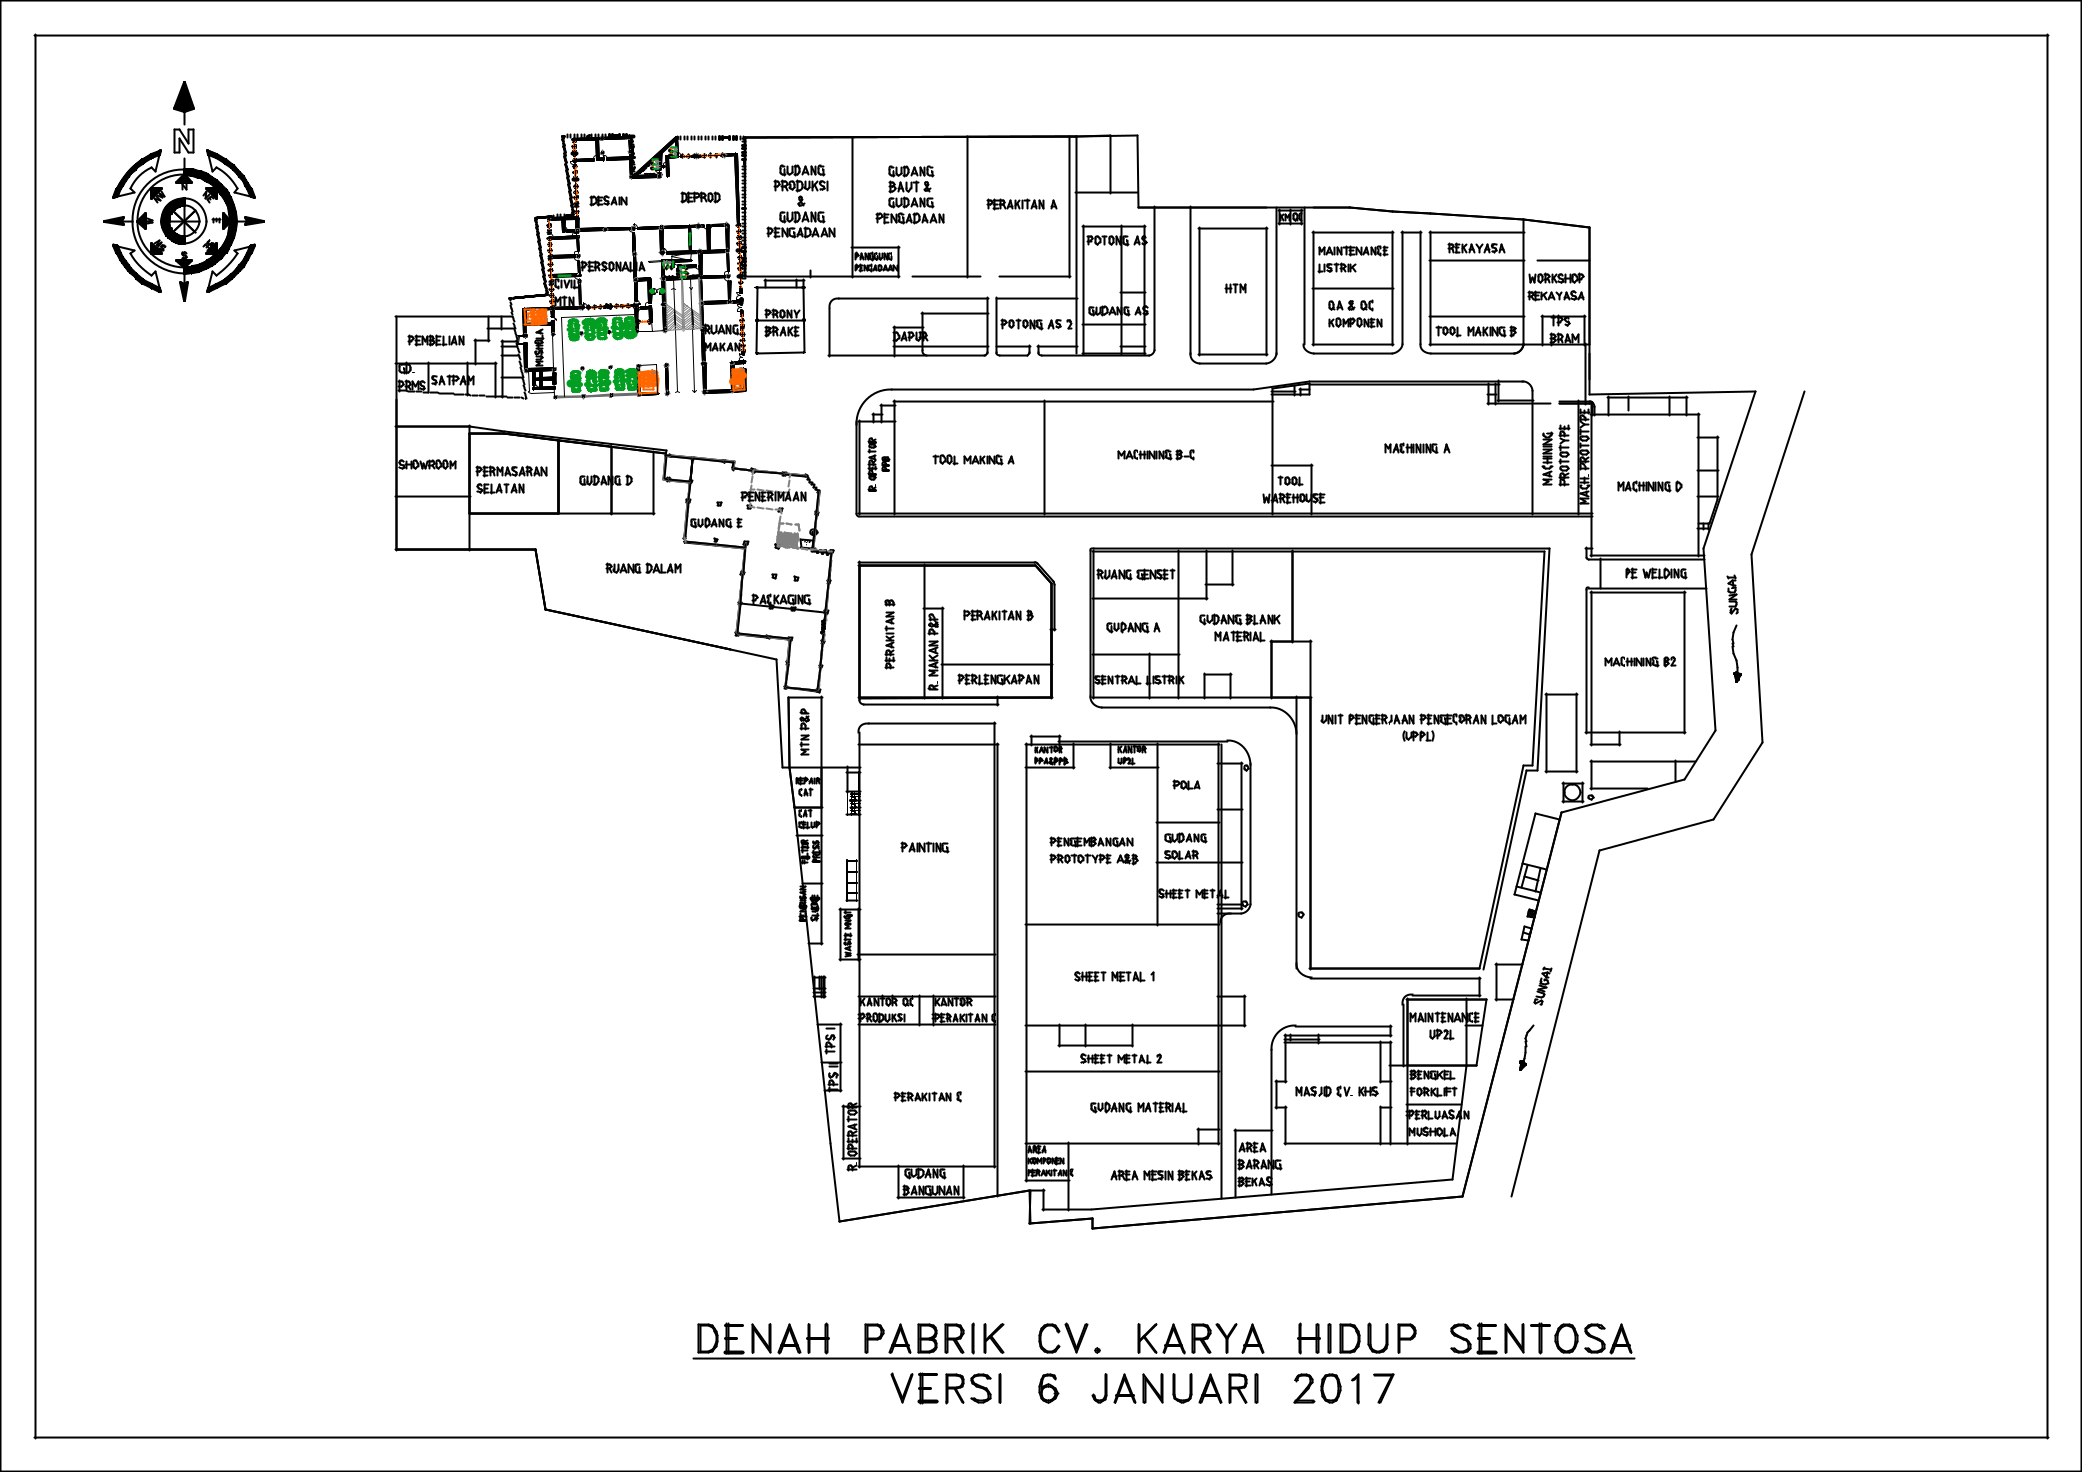 N
GUDANG
PRODUKSI
&
GUDANG
PENGADAAN
GUDANG
BAUT &
GUDANG
PENGADAAN
PANGGUNG
PENGADAAN
PERAKITAN A
DESAIN
DEPROD
PERSONALIA
CIVIL
MTN
MUSHOLA
RUANG
MAKAN
PRONY
BRAKE
DAPUR
POTONG AS 2
POTONG AS
GUDANG AS
HTM
KM QC
MAINTENANCE
LISTRIK
QA & QC
KOMPONEN
REKAYASA
TOOL MAKING B
WORKSHOP
REKAYASA
TPS
BRAM
PEMBELIAN
GD.
PRMS
SATPAM
SHOWROOM
PERMASARAN
SELATAN
GUDANG D
PENERIMAAN
GUDANG E
RUANG DALAM
PACKAGING
R. OPERATOR
PPB
TOOL MAKING A
MACHINING B-C
MACHINING A
TOOL
WAREHOUSE
MACHINING
PROTOTYPE
MACH. PROTOTYPE
MACHINING D
PE WELDING
MACHINING B2
SUNGAI
PERAKITAN B
R. MAKAN P&P
PERAKITAN B
PERLENGKAPAN
RUANG GENSET
GUDANG A
SENTRAL LISTRIK
GUDANG BLANK
MATERIAL
UNIT PENGERJAAN PENGECORAN LOGAM
(UPPL)
MTN P&P
REPAIR
CAT
CAT
CELUP
FILTER
PRESS
SLUDGE
WASTE MNGT
PAINTING
KANTOR QC
PRODUKSI
KANTOR
PERAKITAN C
TPS I
TPS II
R. OPERATOR
PERAKITAN C
GUDANG
BANGUNAN
KANTOR
PPA&PPB
KANTOR
UP2L
POLA
PENGEMBANGAN
PROTOTYPE A&B
GUDANG
SOLAR
SHEET METAL
SHEET METAL 1
SHEET METAL 2
GUDANG MATERIAL
AREA
KOMPONEN
PERAKITAN C
AREA MESIN BEKAS
AREA
BARANG
BEKAS
MASJID CV. KHS
MAINTENANCE
UP2L
BENGKEL
FORKLIFT
PERLUASAN
MUSHOLA
SUNGAI
DENAH PABRIK CV. KARYA HIDUP SENTOSA
VERSI 6 JANUARI 2017